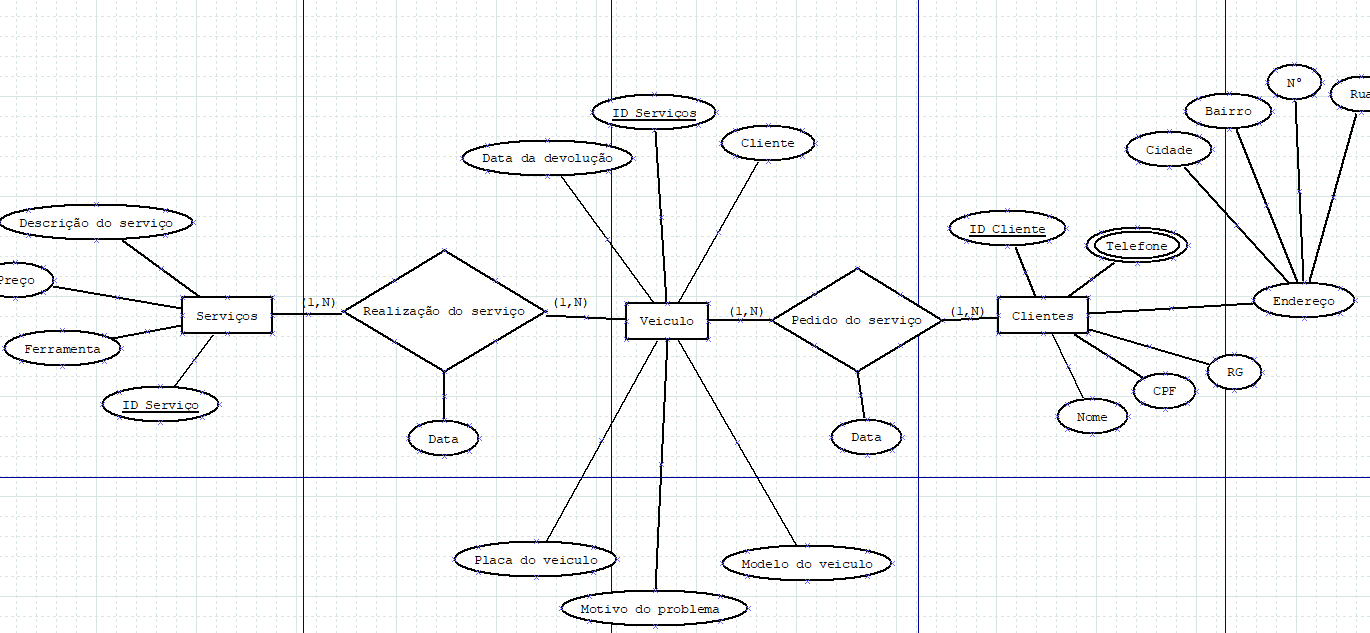 Nº
Rua
Bairro
ID Serviços
Cliente
Cidade
Data da devolução
Descrição do serviço
ID Cliente
Telefone
Preço
(1,N)
(1,N)
(1,N)
(1,N)
Endereço
Serviços
Realização do serviço
Veiculo
Pedido do serviço
Clientes
Ferramenta
RG
CPF
ID Serviço
Nome
Data
Data
Placa do veiculo
Modelo do veiculo
Motivo do problema